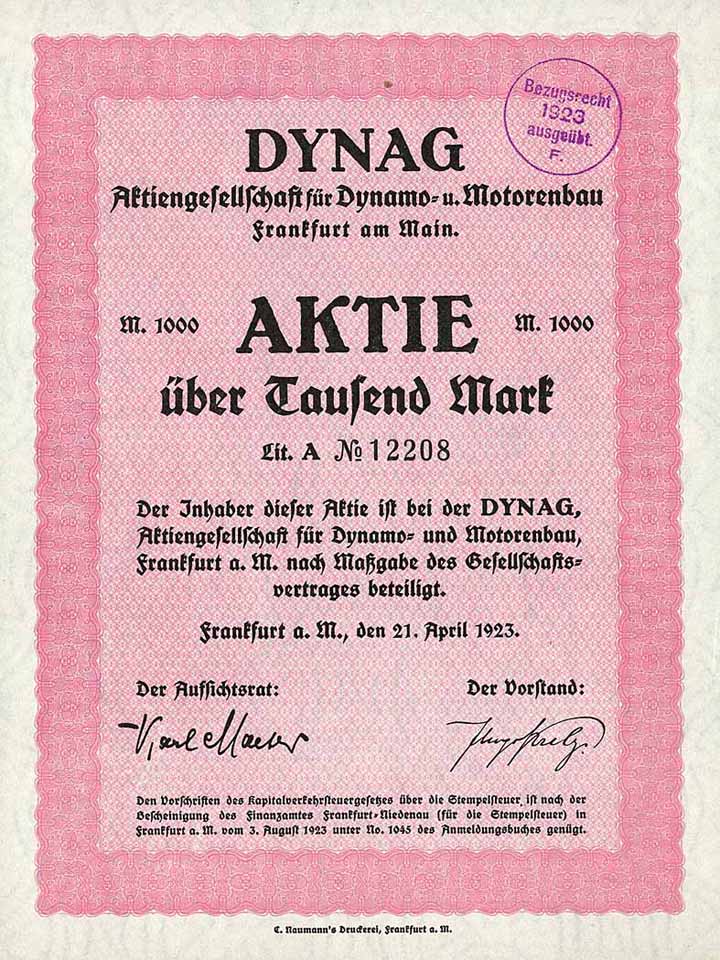 Bezugsrecht
1923
ausgeübt.
F.
DYNAG
Aktiengesellschaft für Dynamo- u. Motorenbau
Frankfurt am Main.
M. 1000 AKTIE M. 1000
über Tausend Mark
Lit. A № 12208
Der Inhaber dieser Aktie ist bei der DYNAG,
Aktiengesellschaft für Dynamo- und Motorenbau,
Frankfurt a. M. nach Maßgabe des Gesellschafts-
vertrages beteiligt.
Frankfurt a. M., den 21. April 1923.
Der Aufsichtsrat: Der Vorstand:
Den Vorschriften des Kapitalverkehrsteuergesetzes über die Stempelsteuer ist nach der
Bescheinigung des Finanzamtes Frankfurt-Niedenau (für die Stempelsteuer) in
Frankfurt a. M. vom 3. August 1923 unter No. 1045 des Anmeldungsbuches genügt.
C. Naumann's Druckerei, Frankfurt a. M.